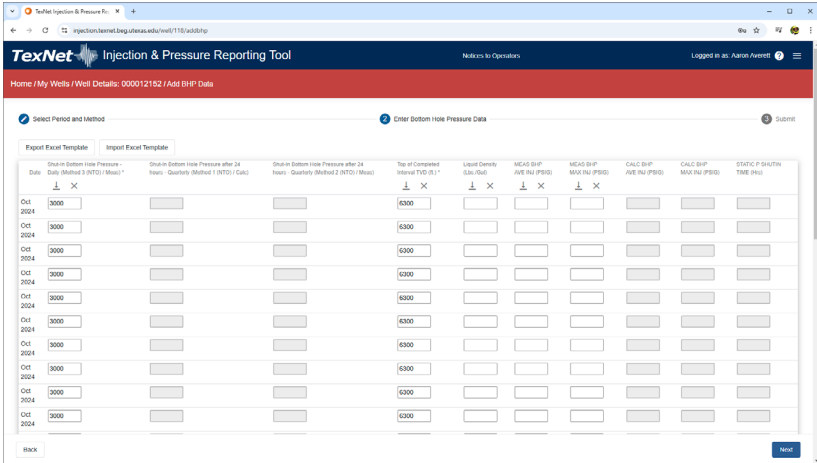 TexNet Injection & Pressure Re
injection.texnet.beg.utexas.edu/well/118/addbhp
TexNet Injection & Pressure Reporting Tool
Notices to Operators
Logged in as: Aaron Averett
Home / My Wells / Well Details: 000012152 / Add BHP Data
Select Period and Method
2 Enter Bottom Hole Pressure Data
3 Submit
Export Excel Template Import Excel Template
Date
Shut-In Bottom Hole Pressure -
Daily (Method 3 (NTO) / Meas) *
Shut-In Bottom Hole Pressure after 24
hours - Quarterly (Method 1 (NTO) / Calc)
Shut-In Bottom Hole Pressure after 24
hours - Quarterly (Method 2 (NTO) / Meas)
Top of Completed
Interval TVD (ft.) *
Liquid Density
(Lbs./Gal)
MEAS BHP
AVE INJ (PSIG)
MEAS BHP
MAX INJ (PSIG)
CALC BHP
AVE INJ (PSIG)
CALC BHP
MAX INJ (PSIG)
STATIC P SHUTIN
TIME (Hrs)
Oct
2024 3000 6300
Oct
2024 3000 6300
Oct
2024 3000 6300
Oct
2024 3000 6300
Oct
2024 3000 6300
Oct
2024 3000 6300
Oct
2024 3000 6300
Oct
2024 3000 6300
Oct
2024 3000 6300
Oct
2024 3000 6300
Back
Next